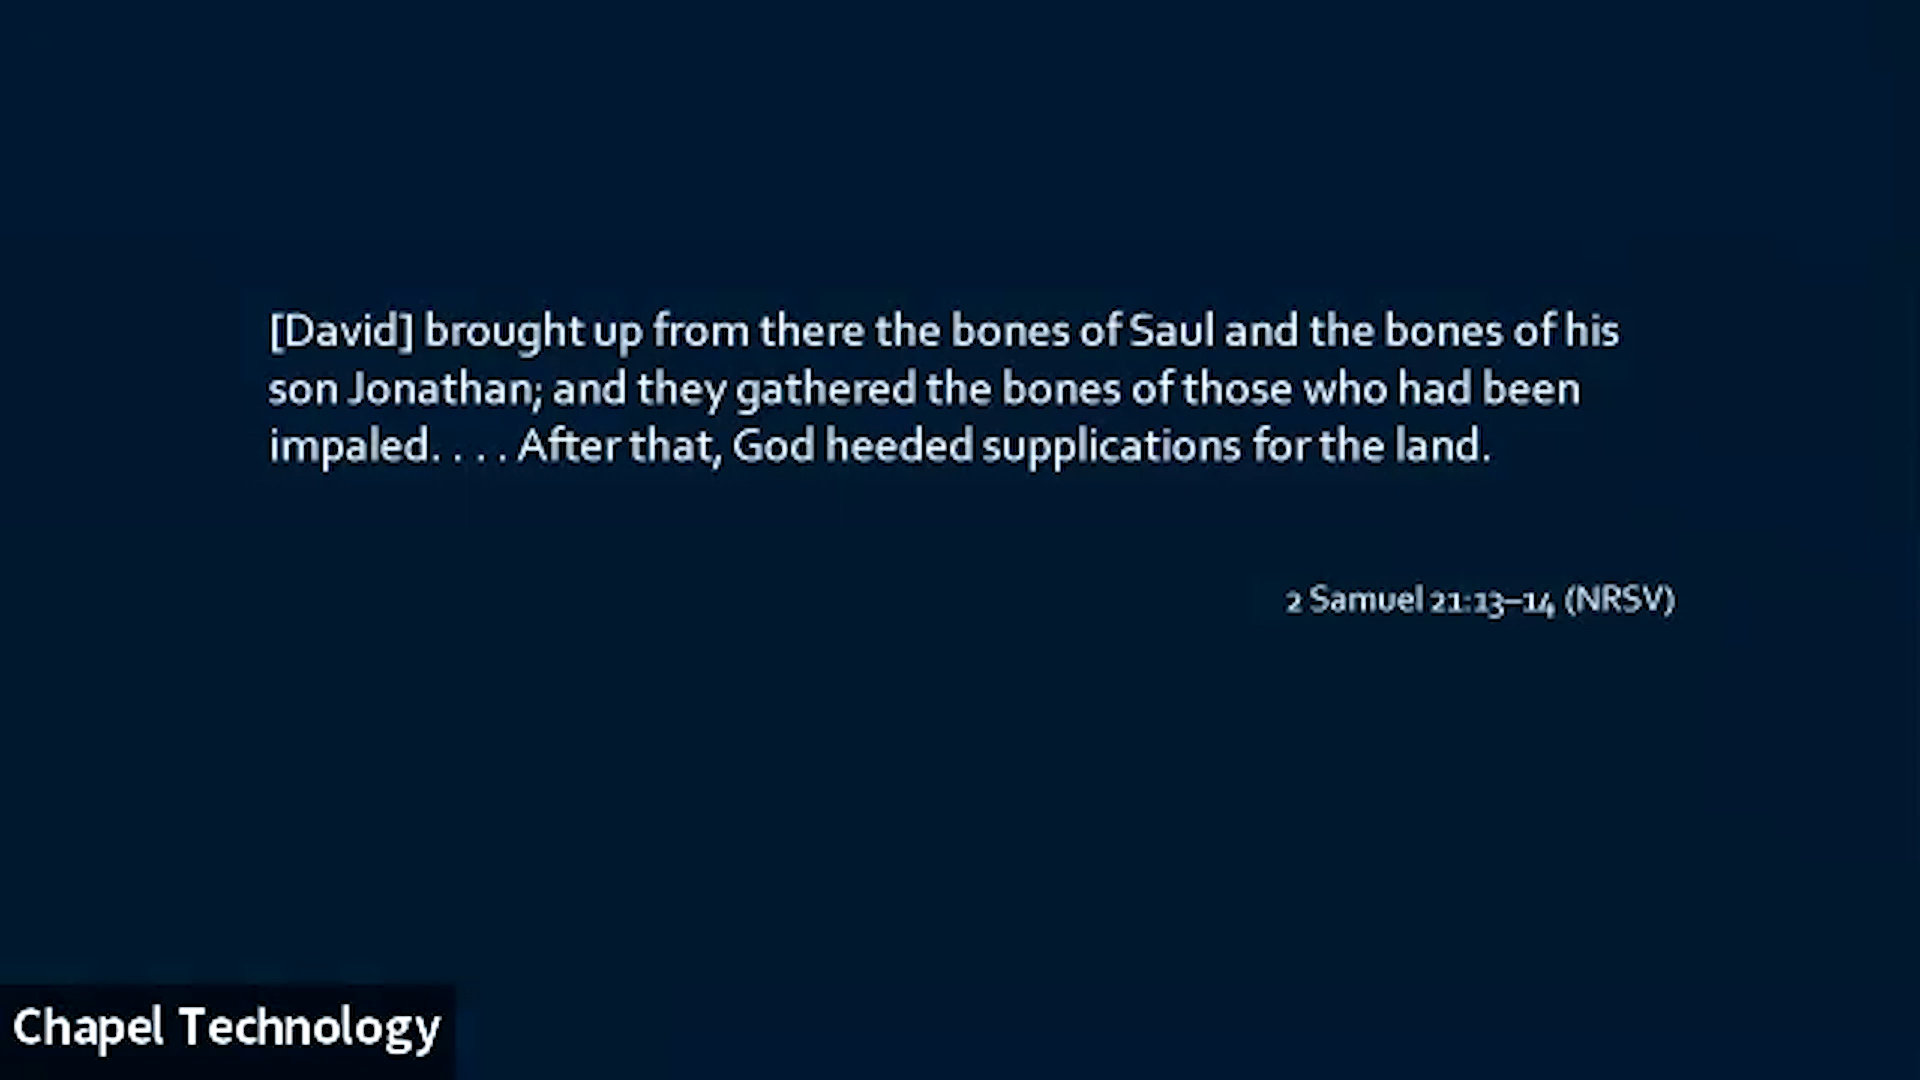 [David] brought up from there the bones of Saul and the bones of his
son Jonathan; and they gathered the bones of those who had been
impaled. . . . After that, God heeded supplications for the land.
2 Samuel 21:13–14 (NRSV)
Chapel Technology